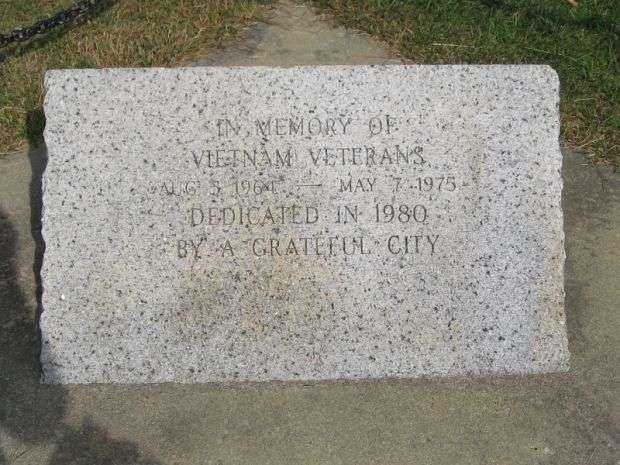 IN MEMORY OF
VIETNAM VETERANS
AUG 5 1964 — MAY 7 1975
DEDICATED IN 1980
BY A GRATEFUL CITY